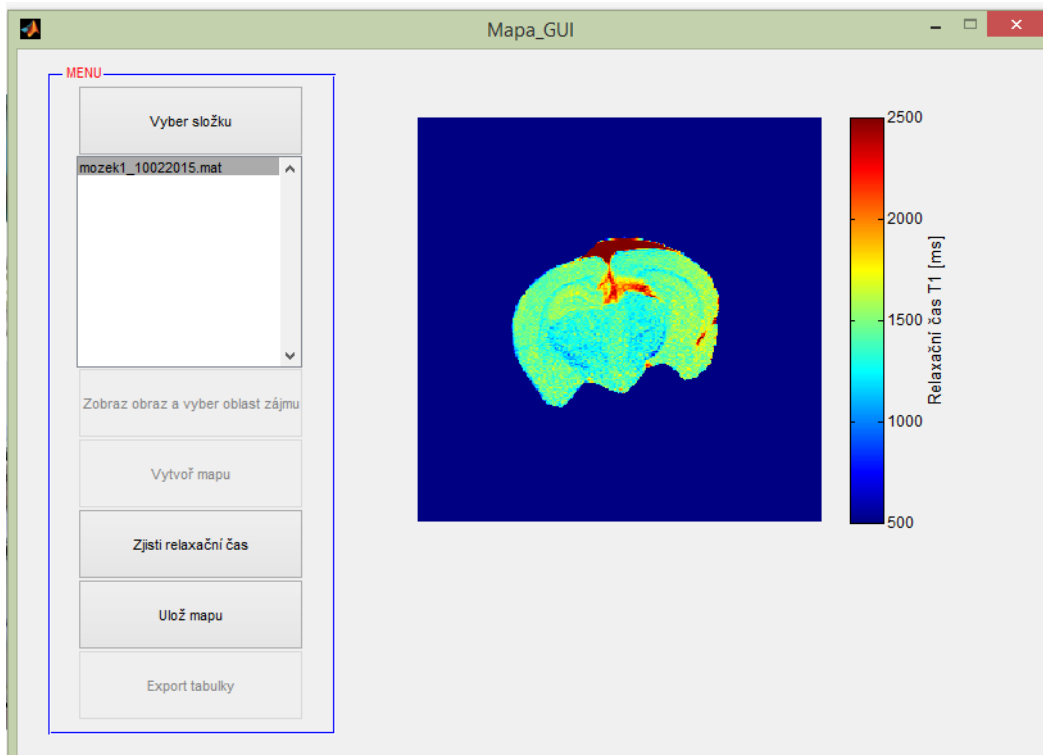 Mapa_GUI
MENU
Vyber složku
mozek1_10022015.mat
Zobraz obraz a vyber oblast zájmu
Vytvoř mapu
Zjisti relaxační čas
Ulož mapu
Export tabulky
2500
2000
1500
1000
500
Relaxační čas T1 [ms]